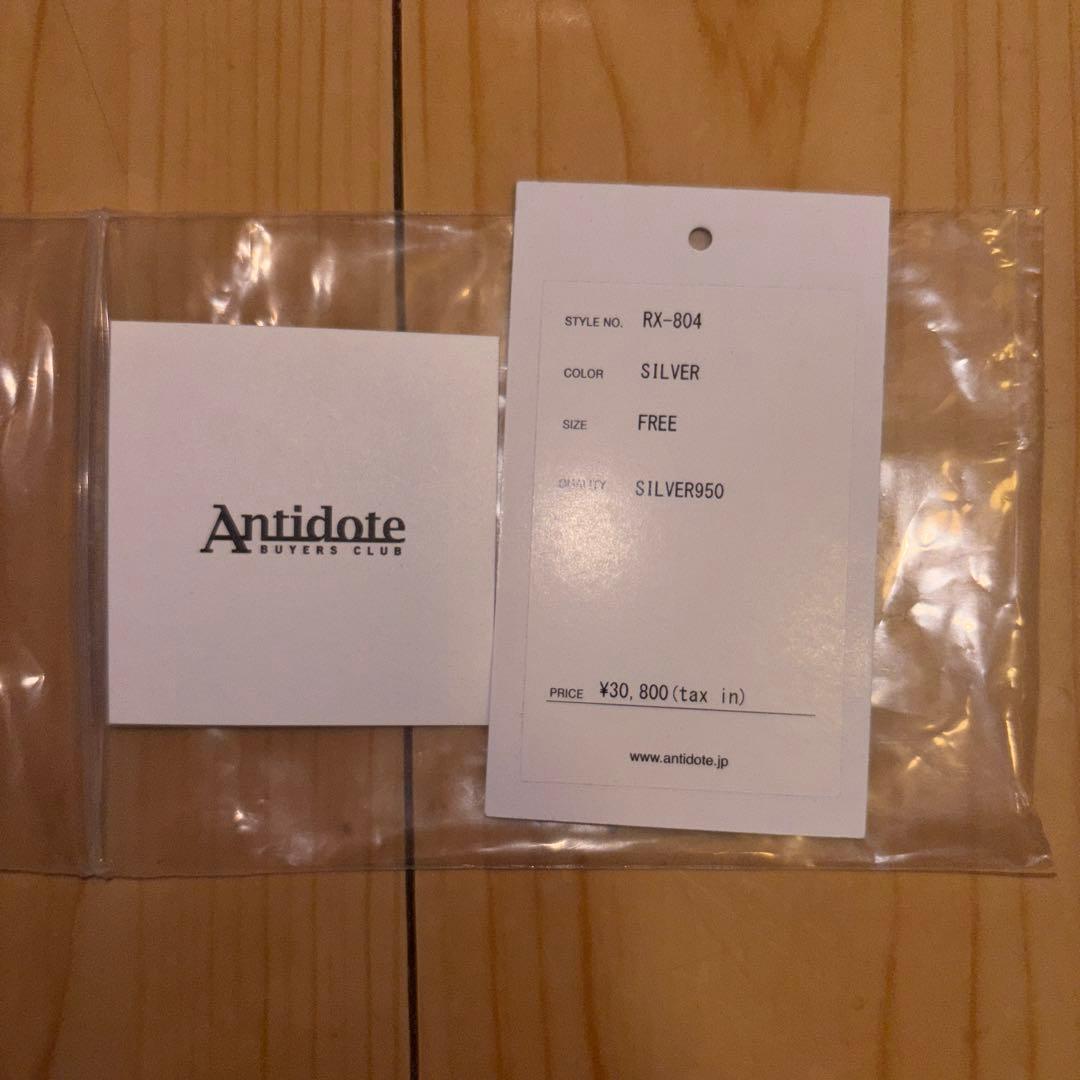 Antidote
BUYERS CLUB
STYLE NO. RX-804
COLOR SILVER
SIZE FREE
QUALITY SILVER950
PRICE ¥30,800(tax in)
www.antidote.jp